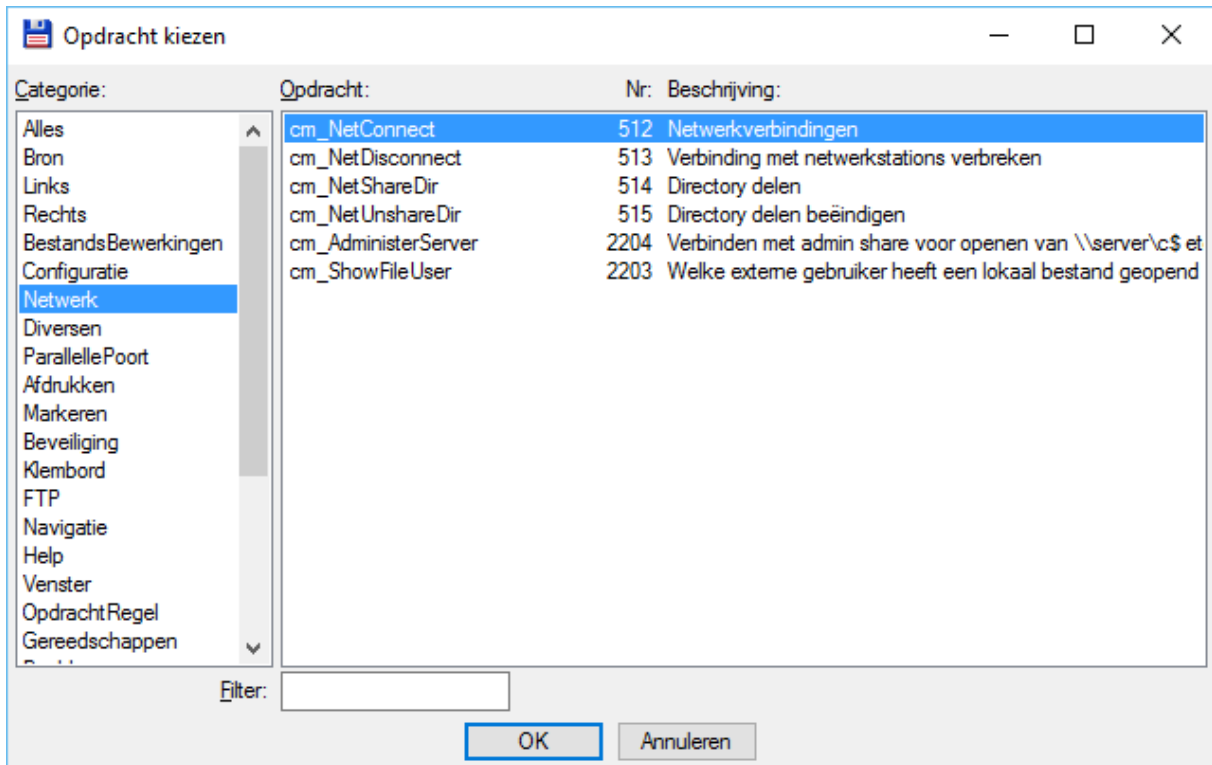 Opdracht kiezen
Categorie:
Opdracht: Nr: Beschrijving:
Alles
Bron
Links
Rechts
BestandsBewerkingen
Configuratie
Netwerk
Diversen
ParallellePoort
Afdrukken
Markeren
Beveiliging
Klembord
FTP
Navigatie
Help
Venster
OpdrachtRegel
Gereedschappen
cm_NetConnect 512 Netwerkverbindingen
cm_NetDisconnect 513 Verbinding met netwerkstations verbreken
cm_NetShareDir 514 Directory delen
cm_NetUnshareDir 515 Directory delen beëindigen
cm_AdministerServer 2204 Verbinden met admin share voor openen van \\server\c$ et
cm_ShowFileUser 2203 Welke externe gebruiker heeft een lokaal bestand geopend
Filter:
OK Annuleren